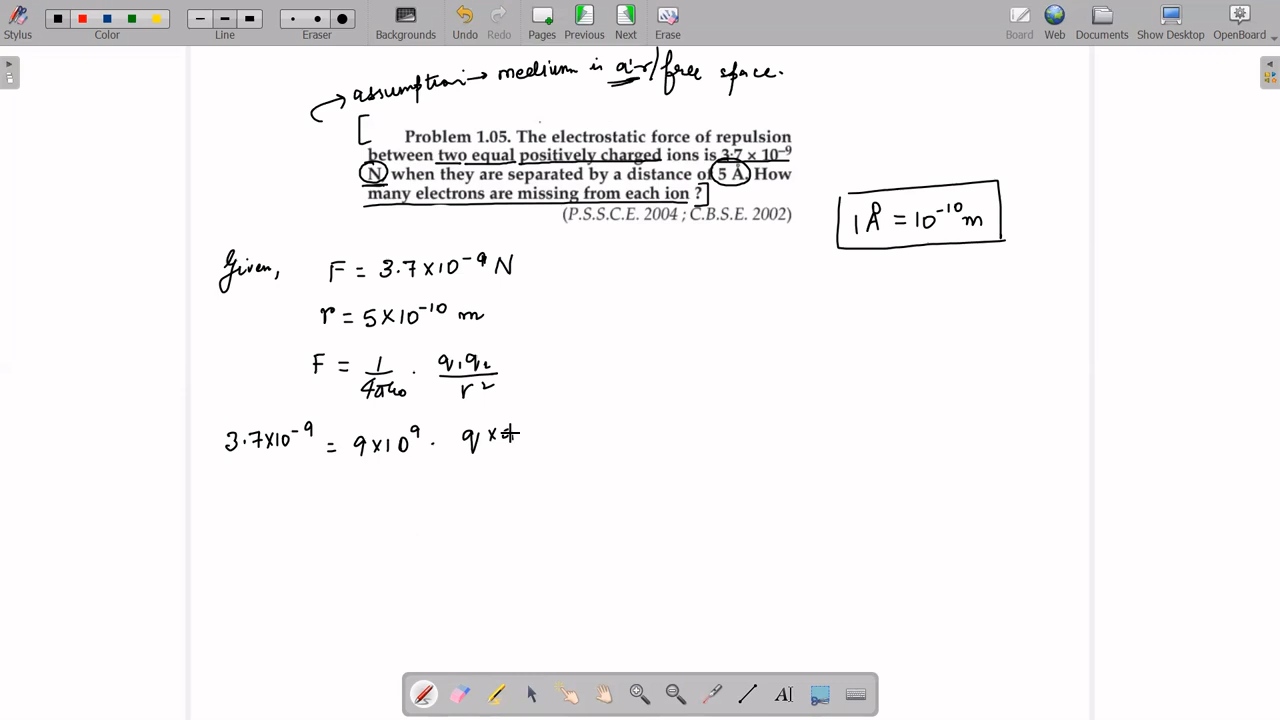 Stylus Color Line Eraser Backgrounds Undo Redo Pages Previous Next Erase Board Web Documents Show Desktop OpenBoard
assumption → medium is air/free space.
Problem 1.05. The electrostatic force of repulsion
between two equal positively charged ions is 3·7 × 10⁻⁹
N when they are separated by a distance of 5 Å. How
many electrons are missing from each ion ?
(P.S.S.C.E. 2004 ; C.B.S.E. 2002)
1 Å = 10⁻¹⁰ m
Given, F = 3.7×10⁻⁹ N
r = 5×10⁻¹⁰ m
F = 1/4πε₀ · q₁q₂/r²
3.7×10⁻⁹ = 9×10⁹ · q×
AI